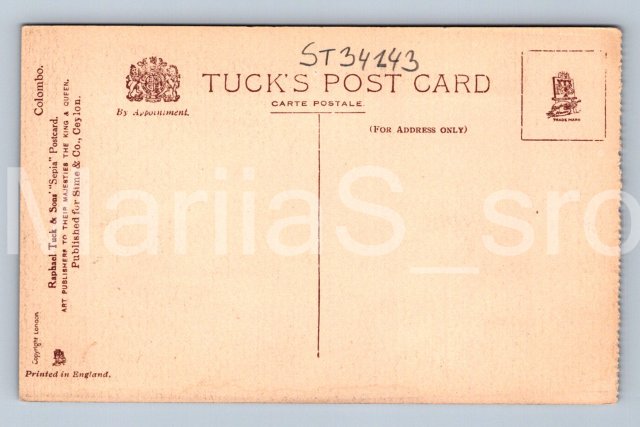 ST34143
TUCK'S POST CARD
CARTE POSTALE
By Appointment.
(FOR ADDRESS ONLY)
TRADE MARK
Colombo.
Raphael Tuck & Sons' "Sepia" Postcard.
ART PUBLISHERS TO THEIR MAJESTIES THE KING & QUEEN.
Published for Sime & Co., Ceylon.
Copyright London
Printed in England.
MariiaS_sro